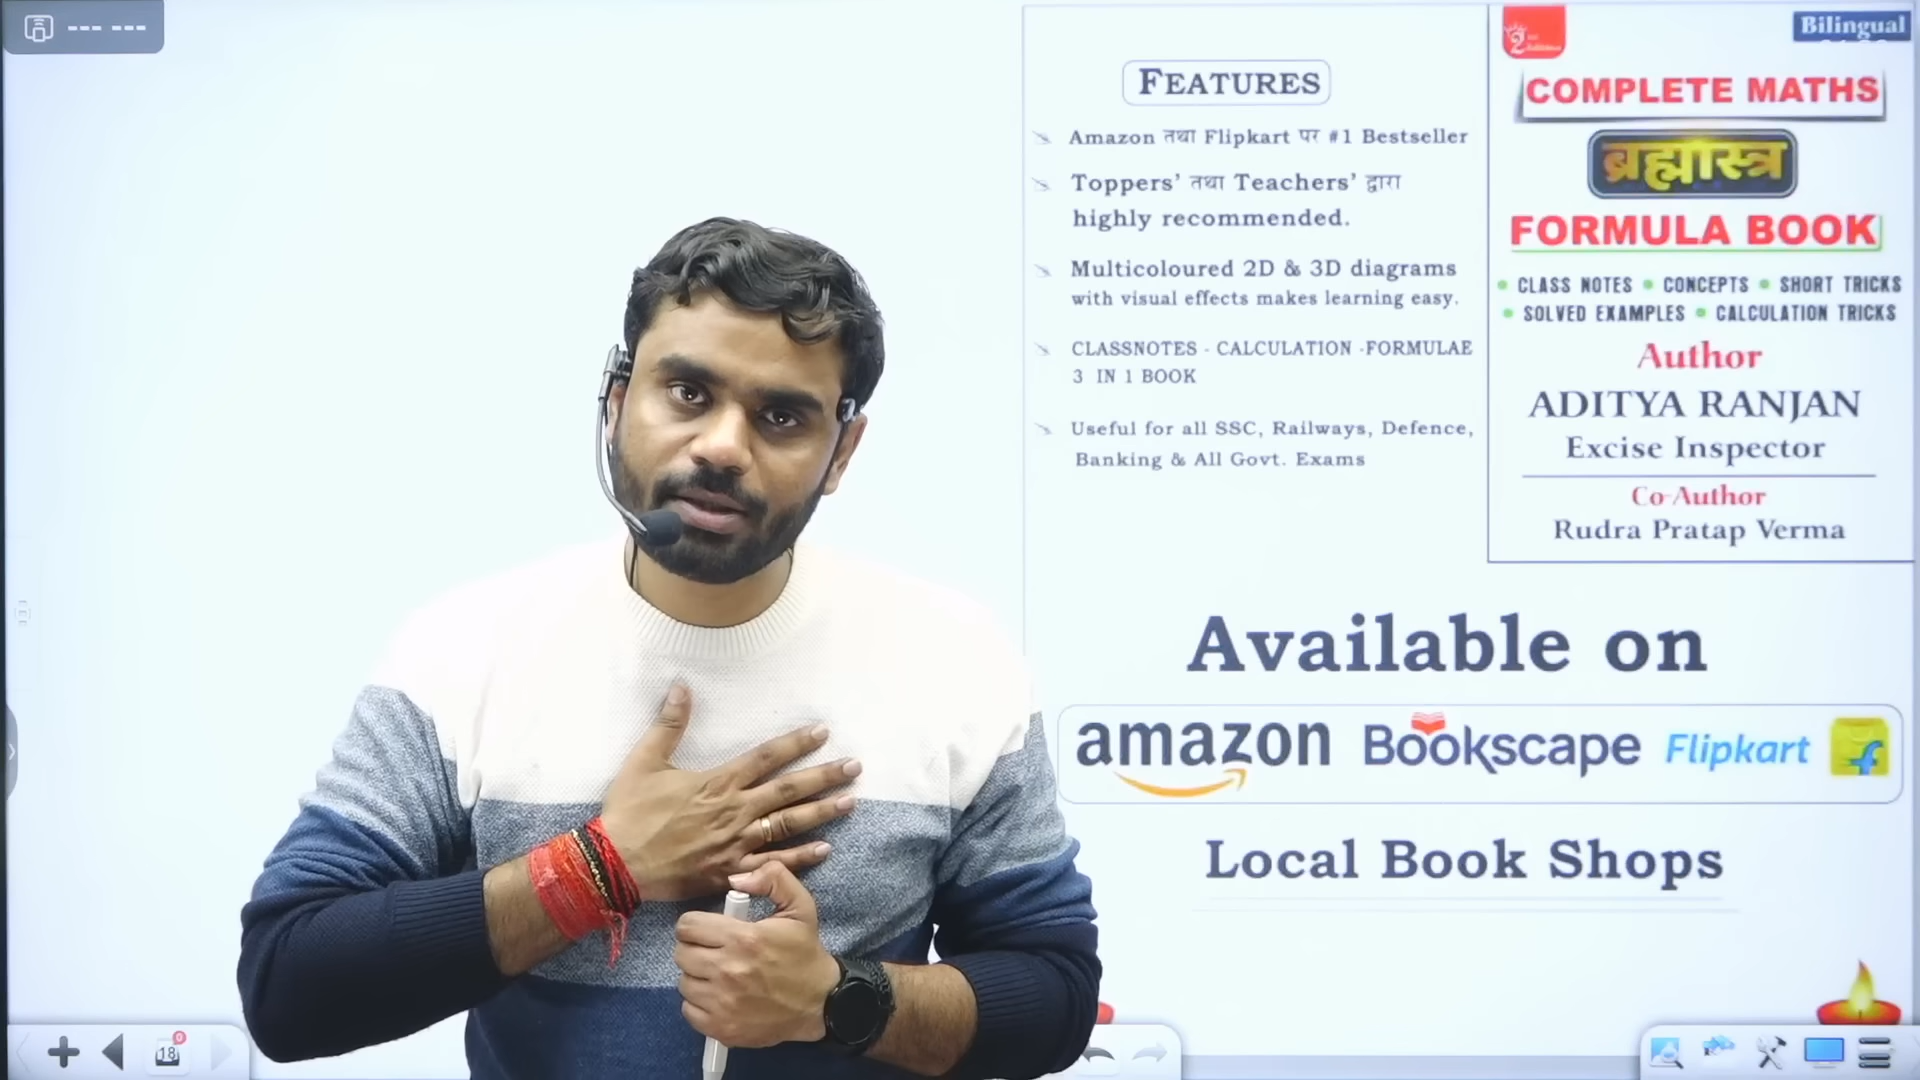 FEATURES
Amazon तथा Flipkart पर #1 Bestseller
Toppers’ तथा Teachers’ द्वारा
highly recommended.
Multicoloured 2D & 3D diagrams
with visual effects makes learning easy.
CLASSNOTES - CALCULATION -FORMULAE
3 IN 1 BOOK
Useful for all SSC, Railways, Defence,
Banking & All Govt. Exams
Bilingual
COMPLETE MATHS
ब्रह्मास्त्र
FORMULA BOOK
• CLASS NOTES • CONCEPTS • SHORT TRICKS
• SOLVED EXAMPLES • CALCULATION TRICKS
Author
ADITYA RANJAN
Excise Inspector
Co-Author
Rudra Pratap Verma
Available on
amazon Bookscape Flipkart
Local Book Shops
18
0